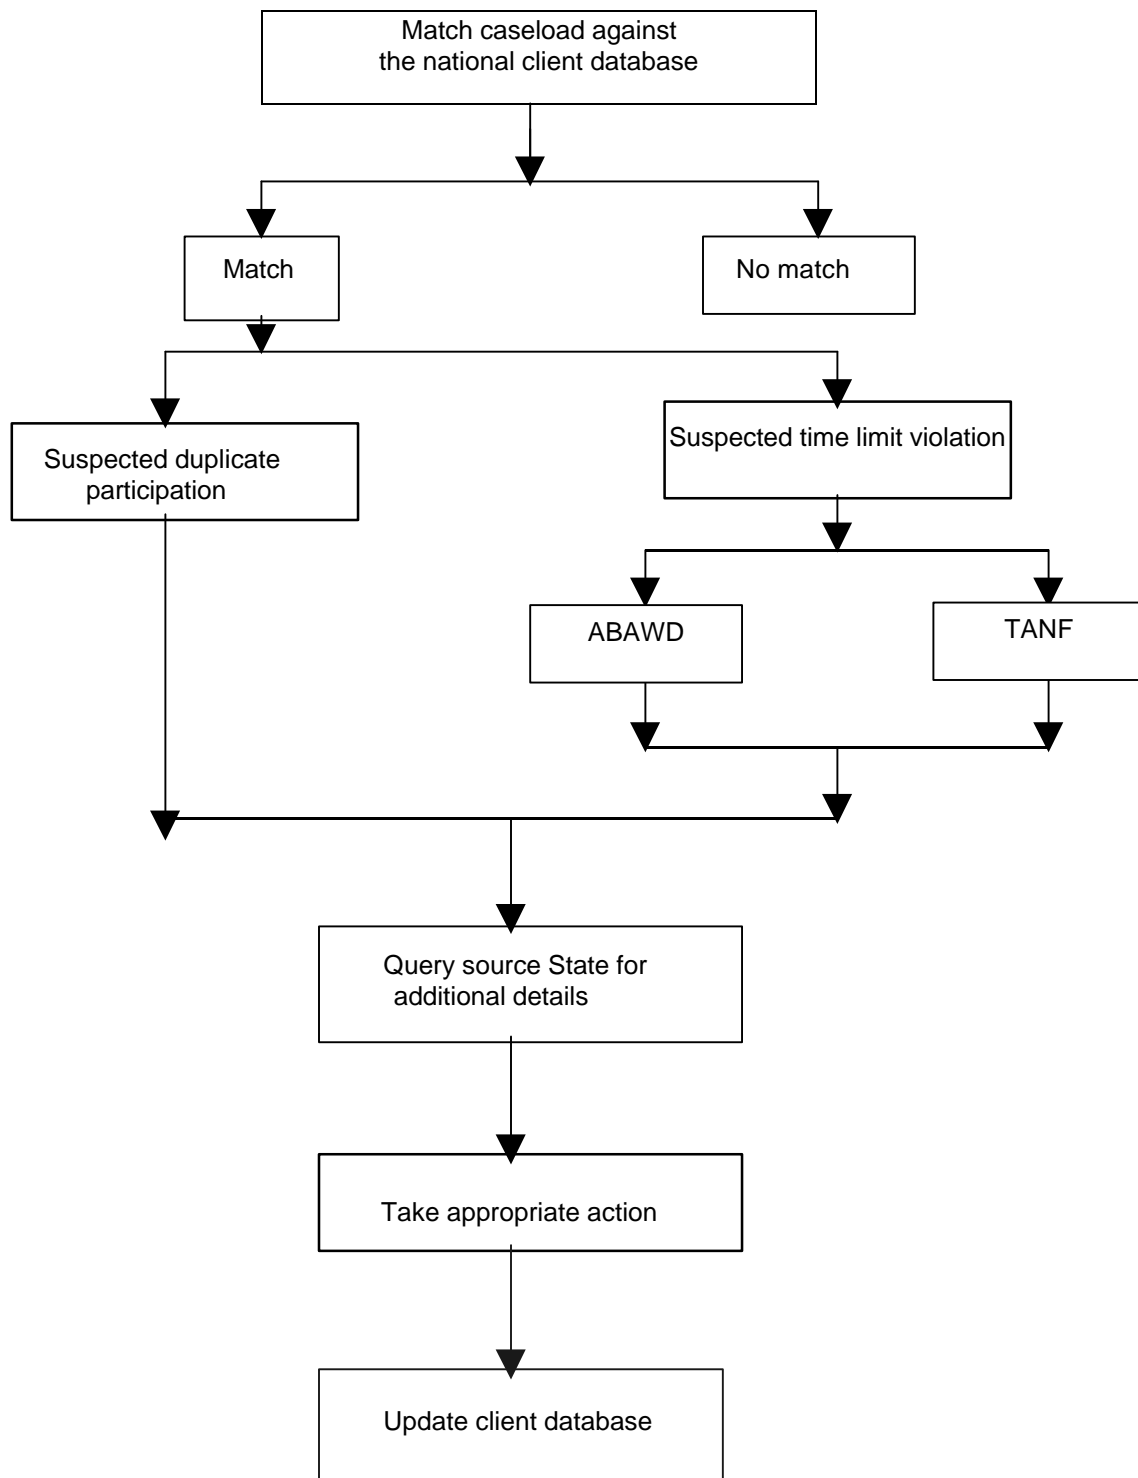 Match caseload against
the national client database
Match
No match
Suspected duplicate
participation
Suspected time limit violation
ABAWD
TANF
Query source State for
additional details
Take appropriate action
Update client database